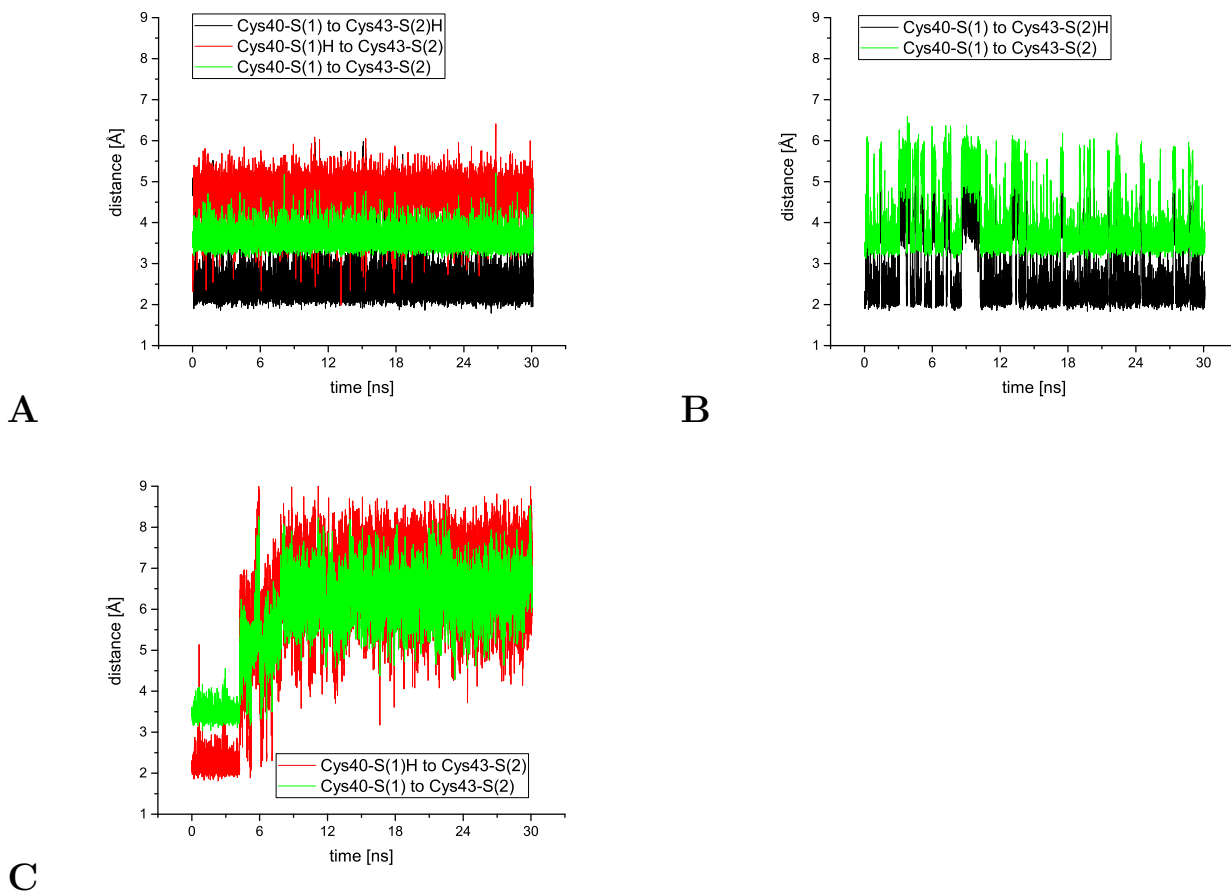 Cys40-S(1) to Cys43-S(2)H
Cys40-S(1)H to Cys43-S(2)
Cys40-S(1) to Cys43-S(2)
9
8
7
6
5
4
3
2
1
distance [Å]
0 6 12 18 24 30
time [ns]
A
Cys40-S(1) to Cys43-S(2)H
Cys40-S(1) to Cys43-S(2)
9
8
7
6
5
4
3
2
1
distance [Å]
0 6 12 18 24 30
time [ns]
B
9
8
7
6
5
4
3
2
1
distance [Å]
Cys40-S(1)H to Cys43-S(2)
Cys40-S(1) to Cys43-S(2)
0 6 12 18 24 30
time [ns]
C